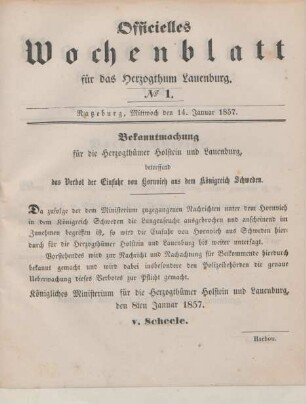 Officielles
Wochenblatt
für das Herzogthum Lauenburg.
№ 1.
Ratzeburg, Mittwoch den 14. Januar 1857.
Bekanntmachung
für die Herzogthümer Holstein und Lauenburg,
betreffend
das Verbot der Einfuhr von Hornvieh aus dem Königreich Schweden.
Da zufolge der dem Ministerium zugegangenen Nachrichten unter dem Hornvieh
in dem Königreich Schweden die Lungenseuche ausgebrochen und anscheinend im
Zunehmen begriffen ist, so wird die Einfuhr von Hornvieh aus Schweden hier-
durch für die Herzogthümer Holstein und Lauenburg bis weiter untersagt.
Vorstehendes wird zur Nachricht und Nachachtung für Beikommende hierdurch
bekannt gemacht und wird dabei insbesondere den Polizeibehörden die genaue
Ueberwachung dieses Verbotes zur Pflicht gemacht.
Königliches Ministerium für die Herzogthümer Holstein und Lauenburg,
den 8ten Januar 1857.
v. Scheele.
Harbou.